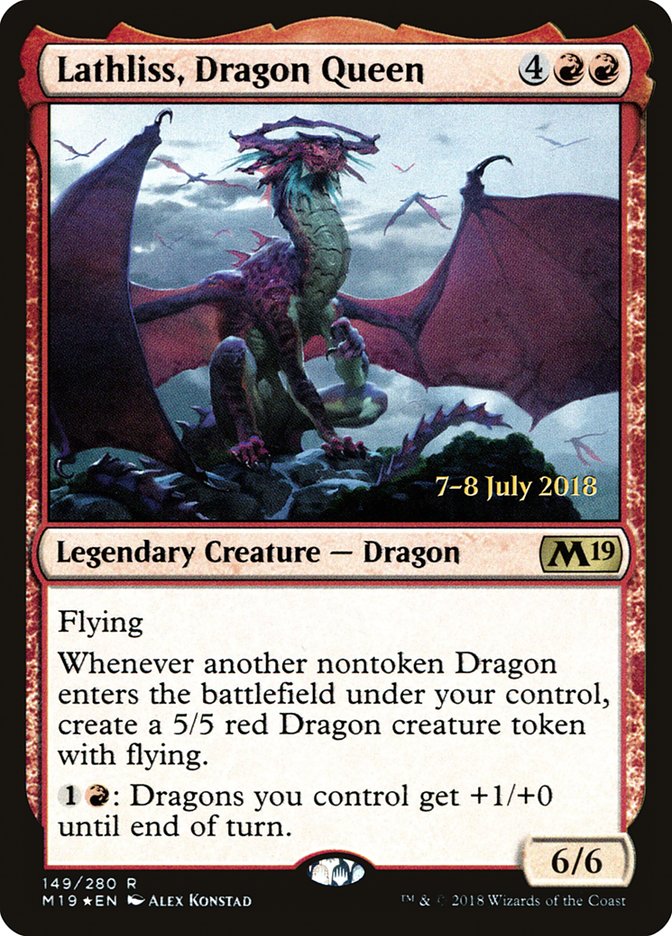 Lathliss, Dragon Queen 4
7–8 July 2018
Legendary Creature — Dragon M19
Flying
Whenever another nontoken Dragon
enters the battlefield under your control,
create a 5/5 red Dragon creature token
with flying.
1 : Dragons you control get +1/+0
until end of turn.
6/6
149/280 R
M19★EN Alex Konstad
™ & © 2018 Wizards of the Coast